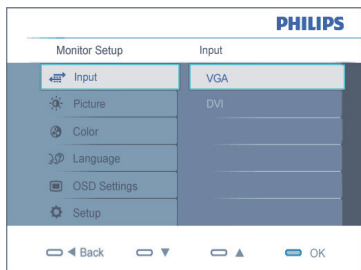 PHILIPS
Monitor Setup
Input
Input
VGA
Picture
DVI
Color
Language
OSD Settings
Setup
Back
OK